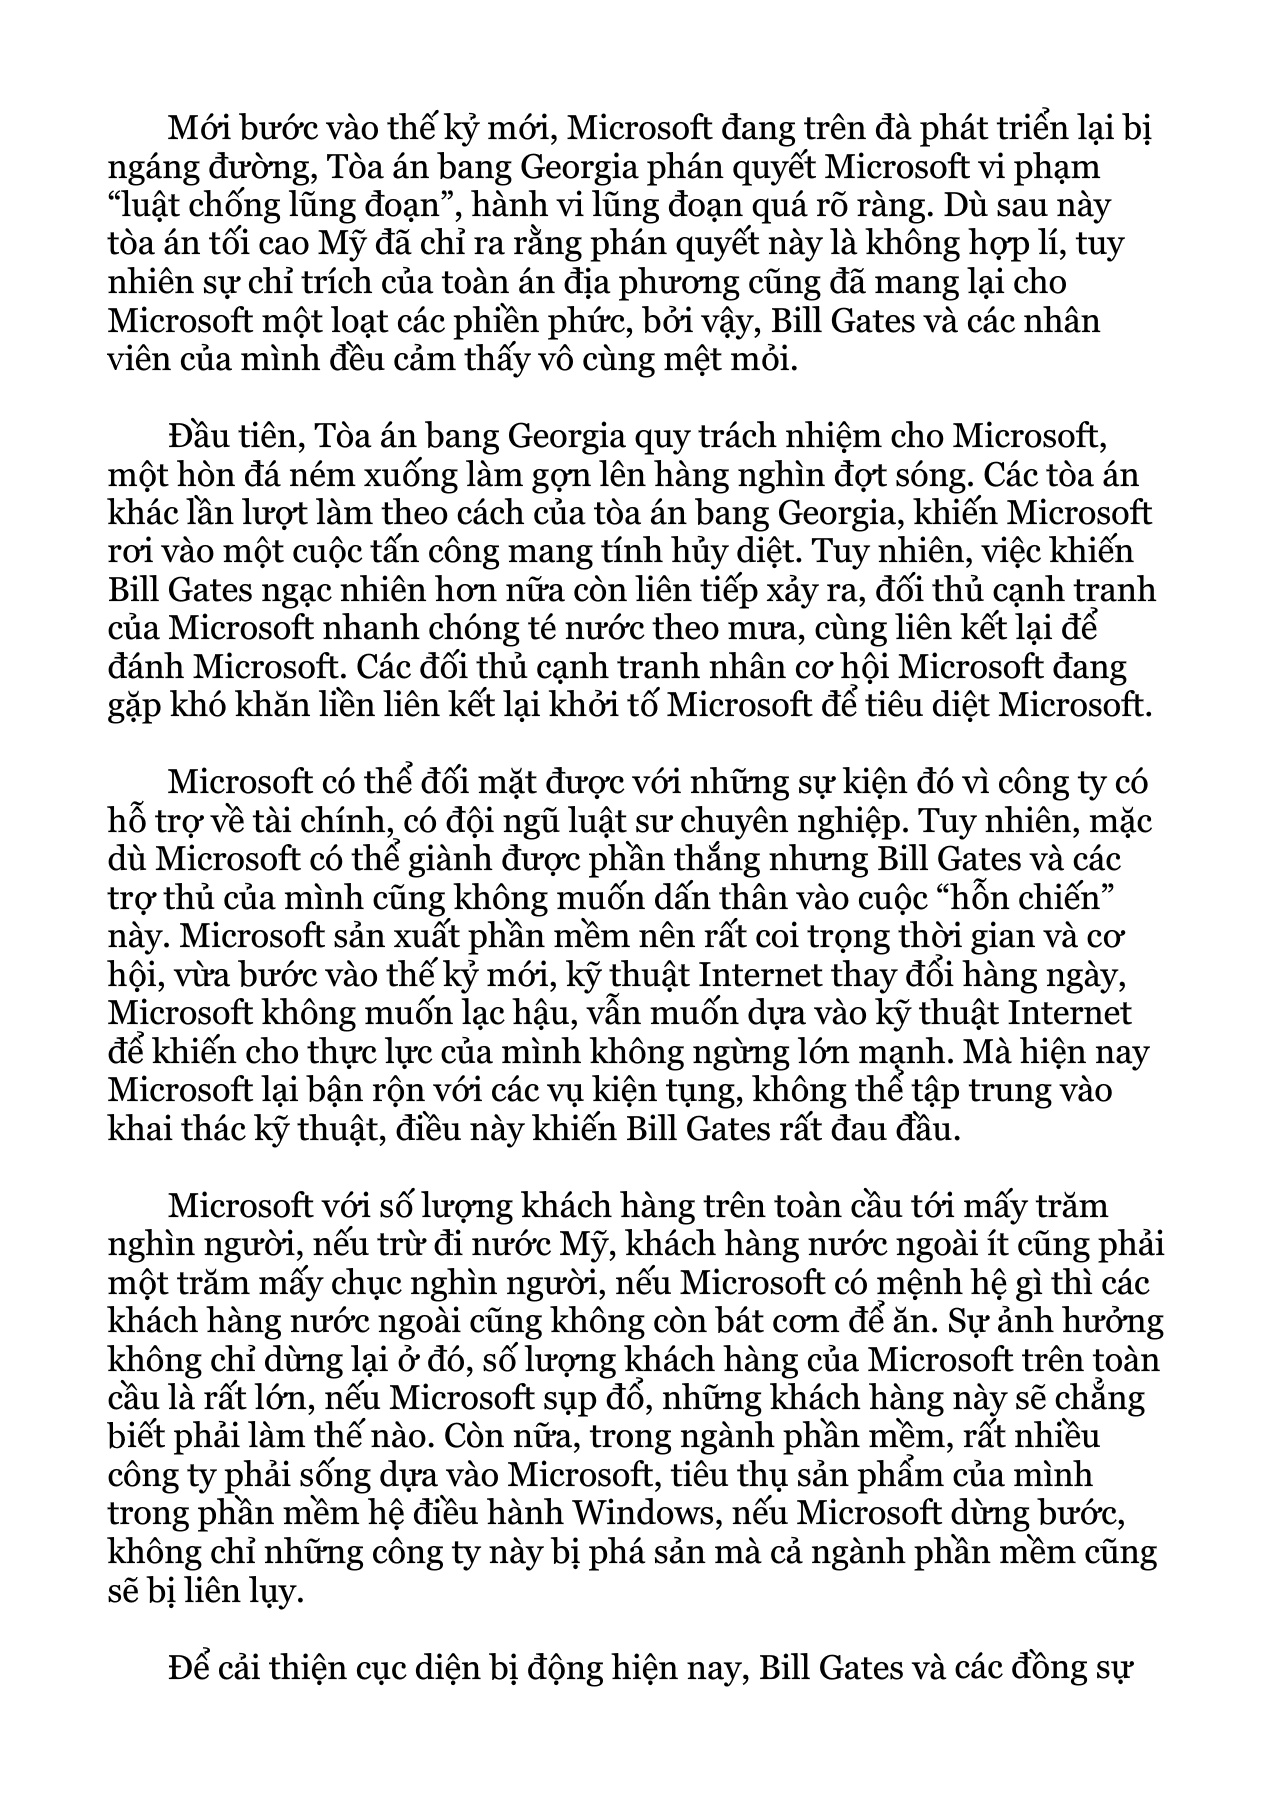 Mới bước vào thế kỷ mới, Microsoft đang trên đà phát triển lại bị
ngáng đường, Tòa án bang Georgia phán quyết Microsoft vi phạm
“luật chống lũng đoạn”, hành vi lũng đoạn quá rõ ràng. Dù sau này
tòa án tối cao Mỹ đã chỉ ra rằng phán quyết này là không hợp lí, tuy
nhiên sự chỉ trích của toàn án địa phương cũng đã mang lại cho
Microsoft một loạt các phiền phức, bởi vậy, Bill Gates và các nhân
viên của mình đều cảm thấy vô cùng mệt mỏi.
Đầu tiên, Tòa án bang Georgia quy trách nhiệm cho Microsoft,
một hòn đá ném xuống làm gợn lên hàng nghìn đợt sóng. Các tòa án
khác lần lượt làm theo cách của tòa án bang Georgia, khiến Microsoft
rơi vào một cuộc tấn công mang tính hủy diệt. Tuy nhiên, việc khiến
Bill Gates ngạc nhiên hơn nữa còn liên tiếp xảy ra, đối thủ cạnh tranh
của Microsoft nhanh chóng té nước theo mưa, cùng liên kết lại để
đánh Microsoft. Các đối thủ cạnh tranh nhân cơ hội Microsoft đang
gặp khó khăn liền liên kết lại khởi tố Microsoft để tiêu diệt Microsoft.
Microsoft có thể đối mặt được với những sự kiện đó vì công ty có
hỗ trợ về tài chính, có đội ngũ luật sư chuyên nghiệp. Tuy nhiên, mặc
dù Microsoft có thể giành được phần thắng nhưng Bill Gates và các
trợ thủ của mình cũng không muốn dấn thân vào cuộc “hỗn chiến”
này. Microsoft sản xuất phần mềm nên rất coi trọng thời gian và cơ
hội, vừa bước vào thế kỷ mới, kỹ thuật Internet thay đổi hàng ngày,
Microsoft không muốn lạc hậu, vẫn muốn dựa vào kỹ thuật Internet
để khiến cho thực lực của mình không ngừng lớn mạnh. Mà hiện nay
Microsoft lại bận rộn với các vụ kiện tụng, không thể tập trung vào
khai thác kỹ thuật, điều này khiến Bill Gates rất đau đầu.
Microsoft với số lượng khách hàng trên toàn cầu tới mấy trăm
nghìn người, nếu trừ đi nước Mỹ, khách hàng nước ngoài ít cũng phải
một trăm mấy chục nghìn người, nếu Microsoft có mệnh hệ gì thì các
khách hàng nước ngoài cũng không còn bát cơm để ăn. Sự ảnh hưởng
không chỉ dừng lại ở đó, số lượng khách hàng của Microsoft trên toàn
cầu là rất lớn, nếu Microsoft sụp đổ, những khách hàng này sẽ chẳng
biết phải làm thế nào. Còn nữa, trong ngành phần mềm, rất nhiều
công ty phải sống dựa vào Microsoft, tiêu thụ sản phẩm của mình
trong phần mềm hệ điều hành Windows, nếu Microsoft dừng bước,
không chỉ những công ty này bị phá sản mà cả ngành phần mềm cũng
sẽ bị liên lụy.
Để cải thiện cục diện bị động hiện nay, Bill Gates và các đồng sự